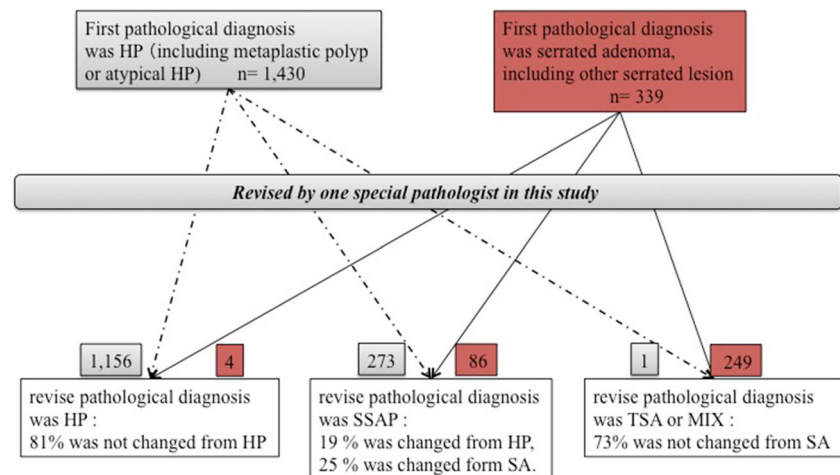 First pathological diagnosis
was HP (including metaplastic polyp
or atypical HP) n= 1,430
First pathological diagnosis
was serrated adenoma,
including other serrated lesion
n= 339
Revised by one special pathologist in this study
1,156
4
273
86
1
249
revise pathological diagnosis
was HP :
81% was not changed from HP
revise pathological diagnosis
was SSAP :
19 % was changed from HP,
25 % was changed form SA.
revise pathological diagnosis
was TSA or MIX :
73% was not changed from SA